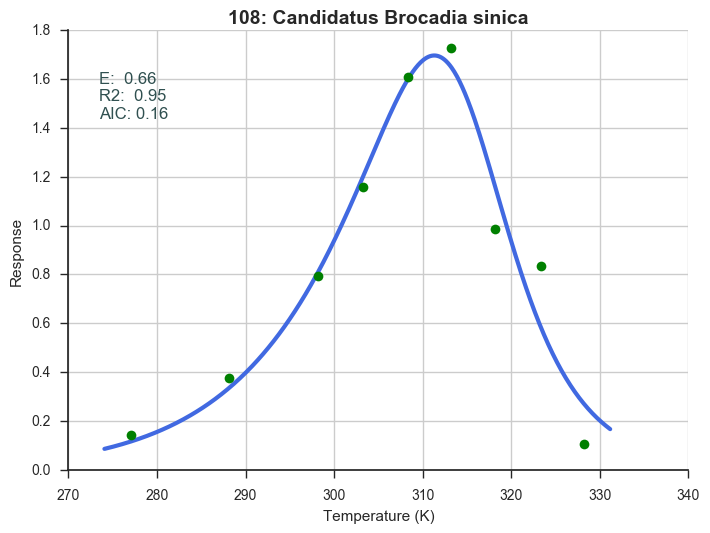 108: Candidatus Brocadia sinica
E:  0.66
R2:  0.95
AIC: 0.16
Response
1.8
1.6
1.4
1.2
1.0
0.8
0.6
0.4
0.2
0.0
270 280 290 300 310 320 330 340
Temperature (K)